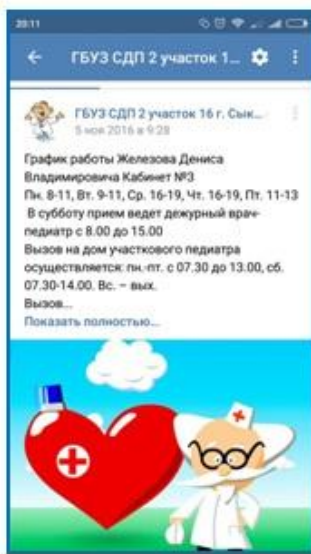 20:11
ГБУЗ СДП 2 участок 1...
ГБУЗ СДП 2 участок 16 г. Сык...
5 ноя 2016 в 9:28
График работы Железова Дениса
Владимировича Кабинет №3
Пн. 8-11, Вт. 9-11, Ср. 16-19, Чт. 16-19, Пт. 11-13
В субботу прием ведет дежурный врач-
педиатр с 8.00 до 15.00
Вызов на дом участкового педиатра
осуществляется: пн.-пт. с 07.30 до 13.00, сб.
07.30-14.00. Вс. – вых.
Вызов...
Показать полностью...